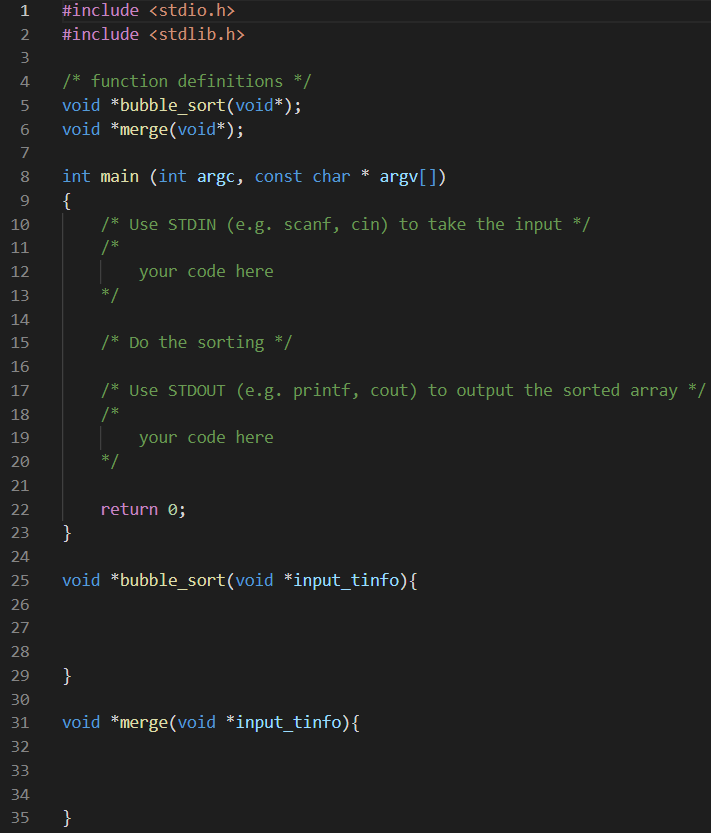 1 #include <stdio.h>
2 #include <stdlib.h>
3
4 /* function definitions */
5 void *bubble_sort(void*);
6 void *merge(void*);
7
8 int main (int argc, const char * argv[])
9 {
10     /* Use STDIN (e.g. scanf, cin) to take the input */
11     /*
12         your code here
13     */
14
15     /* Do the sorting */
16
17     /* Use STDOUT (e.g. printf, cout) to output the sorted array */
18     /*
19         your code here
20     */
21
22     return 0;
23 }
24
25 void *bubble_sort(void *input_tinfo){
26
27
28
29 }
30
31 void *merge(void *input_tinfo){
32
33
34
35 }